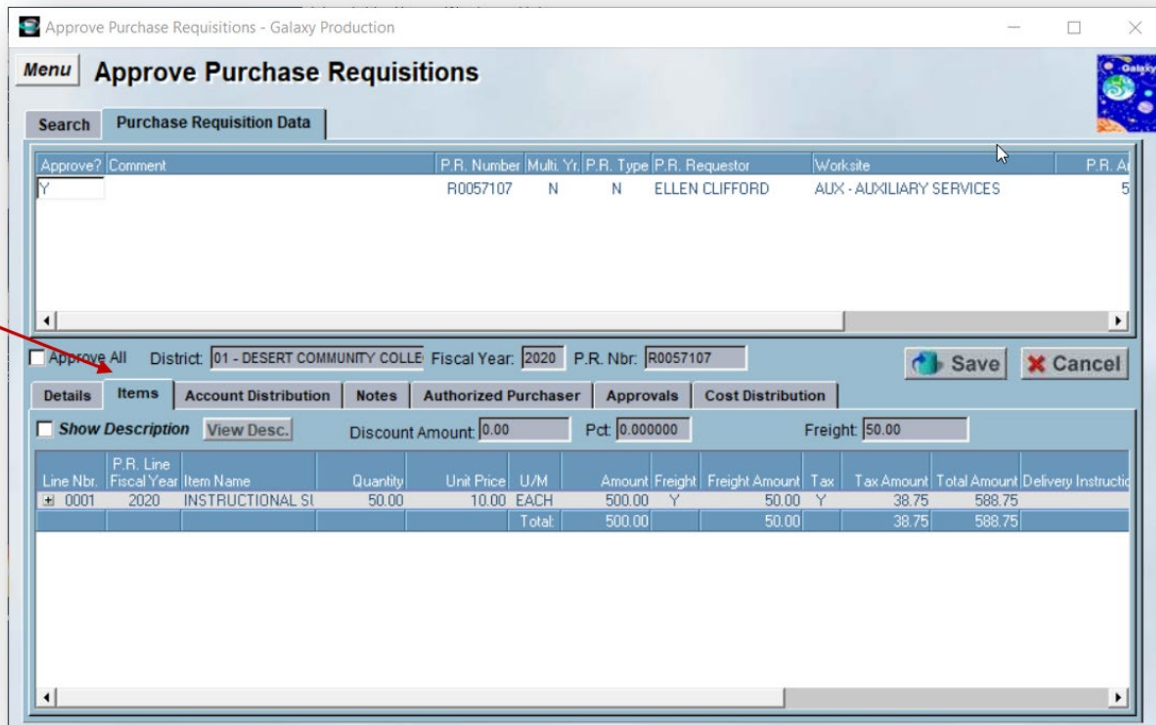 Approve Purchase Requisitions - Galaxy Production
Menu Approve Purchase Requisitions
Galaxy
Search Purchase Requisition Data
Approve? Comment P.R. Number Multi. Yr. P.R. Type P.R. Requestor Worksite P.R. A
Y R0057107 N N ELLEN CLIFFORD AUX - AUXILIARY SERVICES 5
Approve All District: 01 - DESERT COMMUNITY COLLE Fiscal Year: 2020 P.R. Nbr: R0057107 Save Cancel
Details Items Account Distribution Notes Authorized Purchaser Approvals Cost Distribution
Show Description View Desc. Discount Amount: 0.00 Pct: 0.000000 Freight: 50.00
P.R. Line
Line Nbr. Fiscal Year Item Name Quantity Unit Price U/M Amount Freight Freight Amount Tax Tax Amount Total Amount Delivery Instructio
0001 2020 INSTRUCTIONAL SU 50.00 10.00 EACH 500.00 Y 50.00 Y 38.75 588.75
Total: 500.00 50.00 38.75 588.75